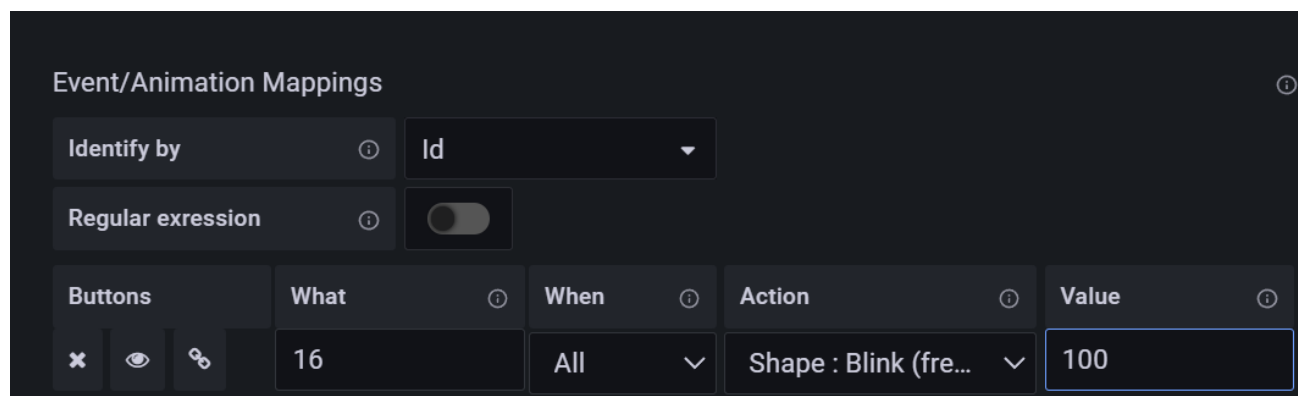 Event/Animation Mappings
Identify by Id
Regular exression
Buttons What When Action Value
16 All Shape : Blink (fre... 100